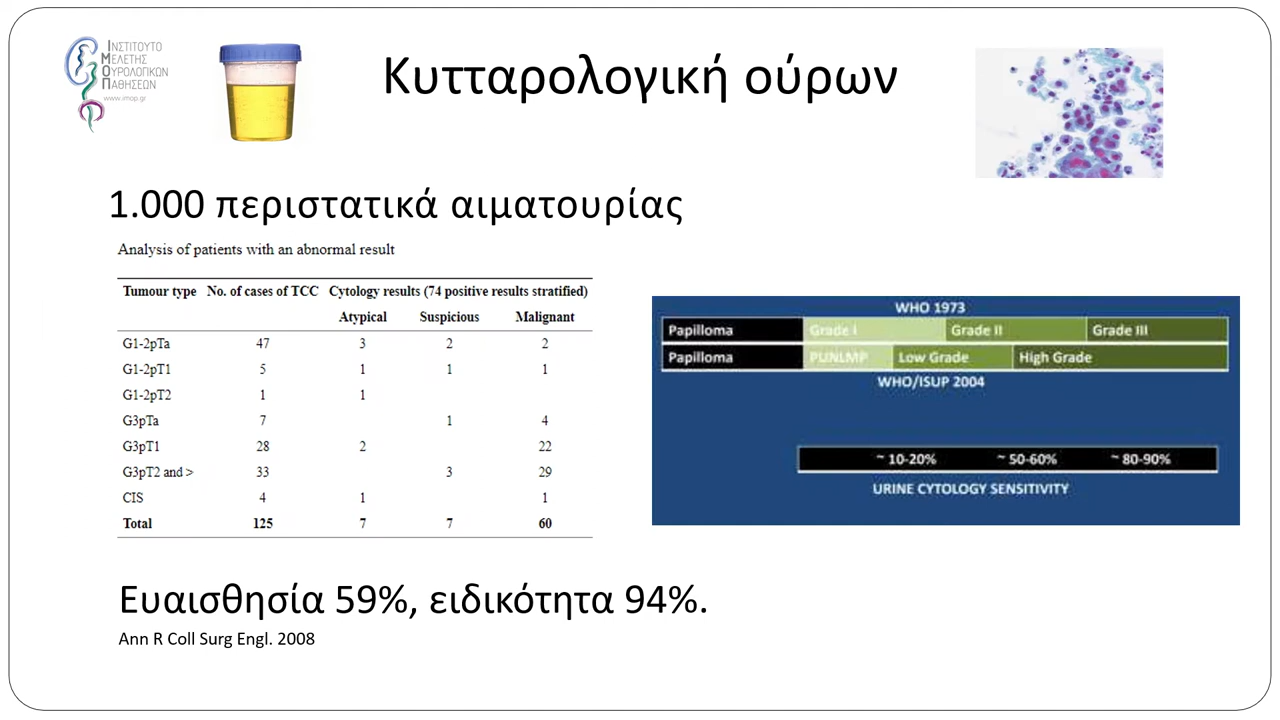 ΙΝΣΤΙΤΟΥΤΟ
ΜΕΛΕΤΗΣ
ΟΥΡΟΛΟΓΙΚΩΝ
ΠΑΘΗΣΕΩΝ
www.imop.gr
Κυτταρολογική ούρων
1.000 περιστατικά αιματουρίας
Analysis of patients with an abnormal result
Tumour type No. of cases of TCC Cytology results (74 positive results stratified)
Atypical Suspicious Malignant
G1-2pTa 47 3 2 2
G1-2pT1 5 1 1 1
G1-2pT2 1 1
G3pTa 7 1 4
G3pT1 28 2 22
G3pT2 and > 33 3 29
CIS 4 1 1
Total 125 7 7 60
WHO 1973
Papilloma Grade I Grade II Grade III
Papilloma PUNLMP Low Grade High Grade
WHO/ISUP 2004
~ 10-20% ~ 50-60% ~ 80-90%
URINE CYTOLOGY SENSITIVITY
Ευαισθησία 59%, ειδικότητα 94%.
Ann R Coll Surg Engl. 2008